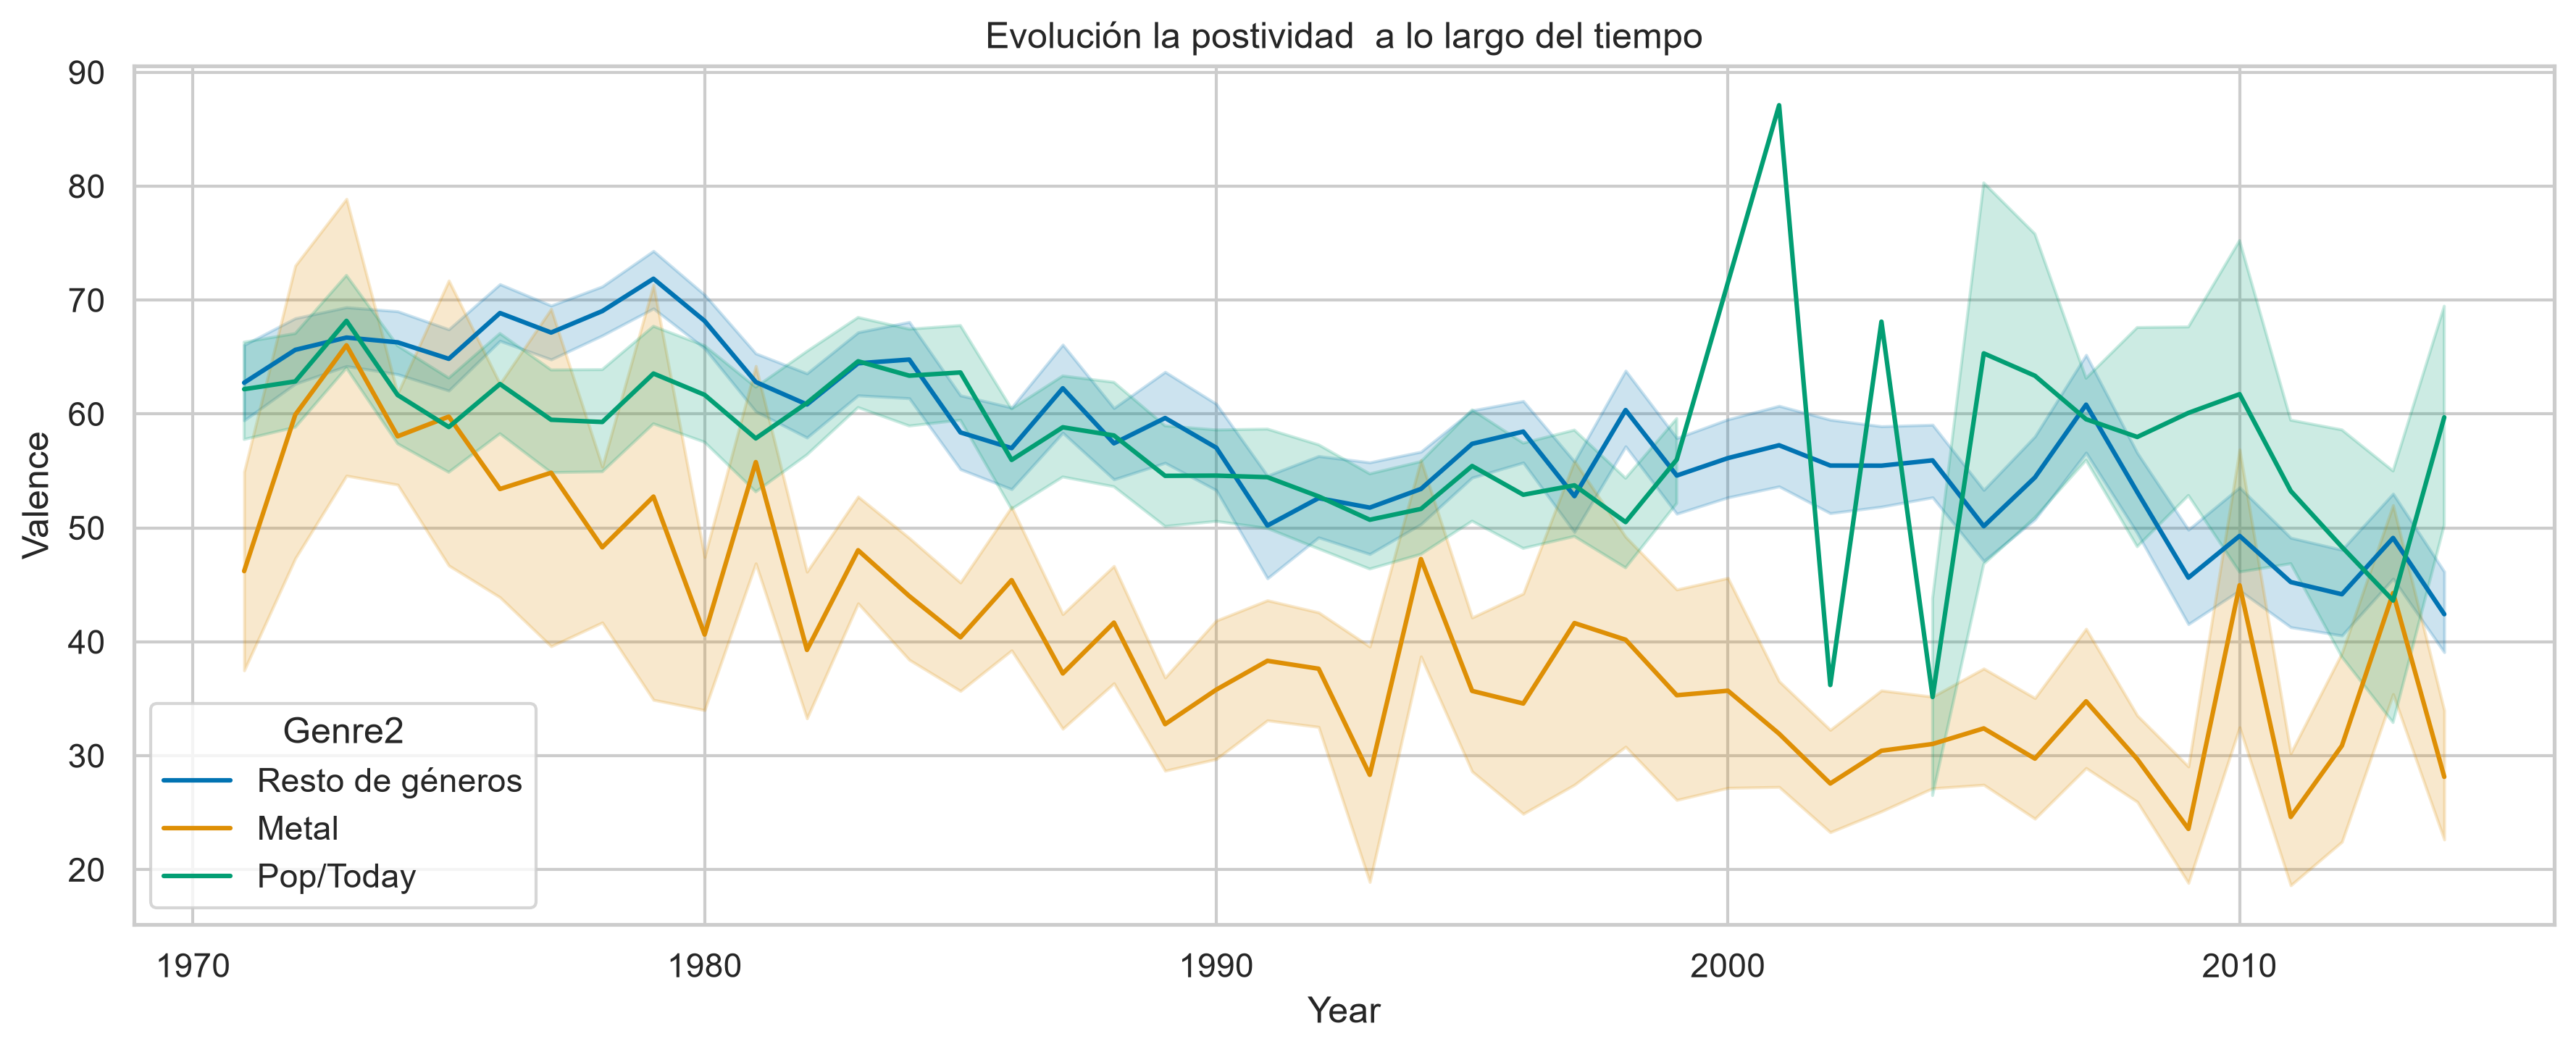 Evolución la postividad  a lo largo del tiempo
90
80
70
60
50
40
30
20
Valence
Genre2
Resto de géneros
Metal
Pop/Today
1970 1980 1990 2000 2010
Year